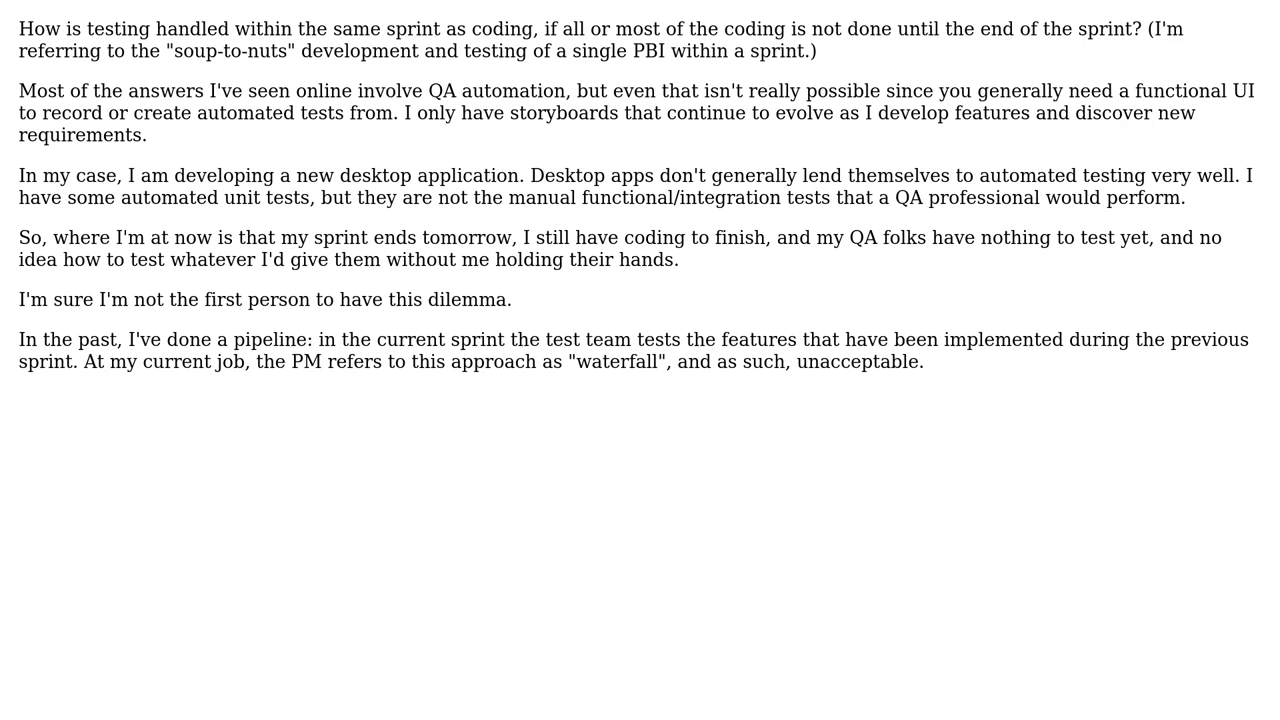 How is testing handled within the same sprint as coding, if all or most of the coding is not done until the end of the sprint? (I'm
referring to the "soup-to-nuts" development and testing of a single PBI within a sprint.)
Most of the answers I've seen online involve QA automation, but even that isn't really possible since you generally need a functional UI
to record or create automated tests from. I only have storyboards that continue to evolve as I develop features and discover new
requirements.
In my case, I am developing a new desktop application. Desktop apps don't generally lend themselves to automated testing very well. I
have some automated unit tests, but they are not the manual functional/integration tests that a QA professional would perform.
So, where I'm at now is that my sprint ends tomorrow, I still have coding to finish, and my QA folks have nothing to test yet, and no
idea how to test whatever I'd give them without me holding their hands.
I'm sure I'm not the first person to have this dilemma.
In the past, I've done a pipeline: in the current sprint the test team tests the features that have been implemented during the previous
sprint. At my current job, the PM refers to this approach as "waterfall", and as such, unacceptable.